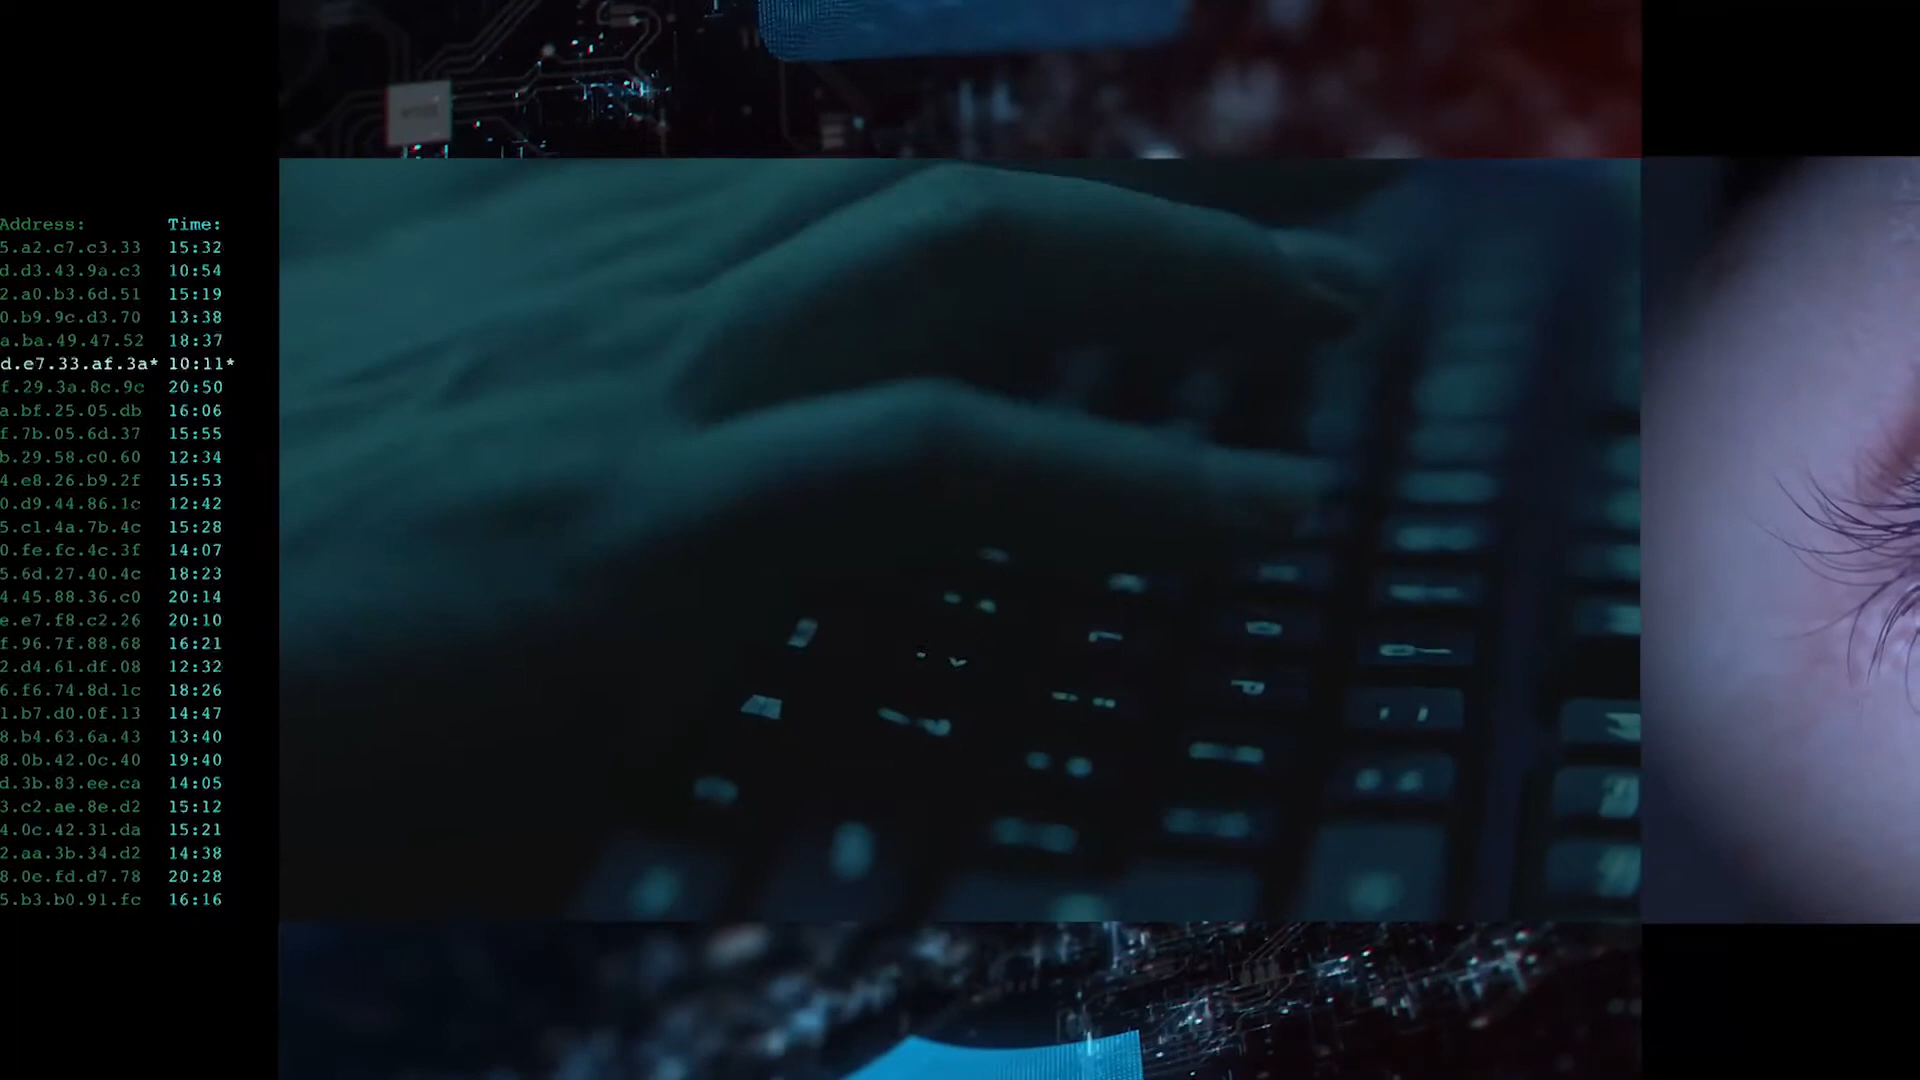 Address: Time:
5.a2.c7.c3.33 15:32
d.d3.43.9a.c3 10:54
2.a0.b3.6d.51 15:19
0.b9.9c.d3.70 13:38
a.ba.49.47.52 18:37
d.e7.33.af.3a* 10:11*
f.29.3a.8c.9c 20:50
a.bf.25.05.db 16:06
f.7b.05.6d.37 15:55
b.29.58.c0.60 12:34
4.e8.26.b9.2f 15:53
0.d9.44.86.1c 12:42
5.c1.4a.7b.4c 15:28
0.fe.fc.4c.3f 14:07
5.6d.27.40.4c 18:23
4.45.88.36.c0 20:14
e.e7.f8.c2.26 20:10
f.96.7f.88.68 16:21
2.d4.61.df.08 12:32
6.f6.74.8d.1c 18:26
1.b7.d0.0f.13 14:47
8.b4.63.6a.43 13:40
8.0b.42.0c.40 19:40
d.3b.83.ee.ca 14:05
3.c2.ae.8e.d2 15:12
4.0c.42.31.da 15:21
2.aa.3b.34.d2 14:38
8.0e.fd.d7.78 20:28
5.b3.b0.91.fc 16:16